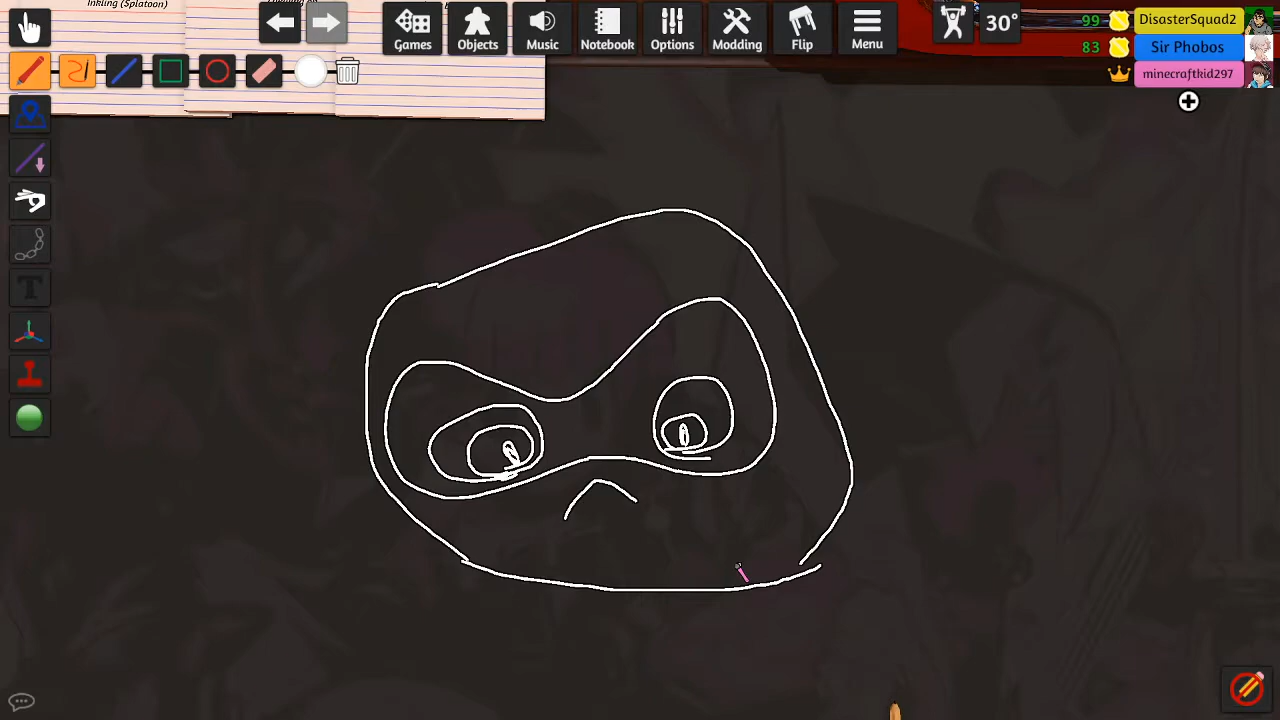 Inkling (Splatoon)
Games
Objects
Music
Notebook
Options
Modding
Flip
Menu
30°
99 DisasterSquad2
83 Sir Phobos
minecraftkid297
T